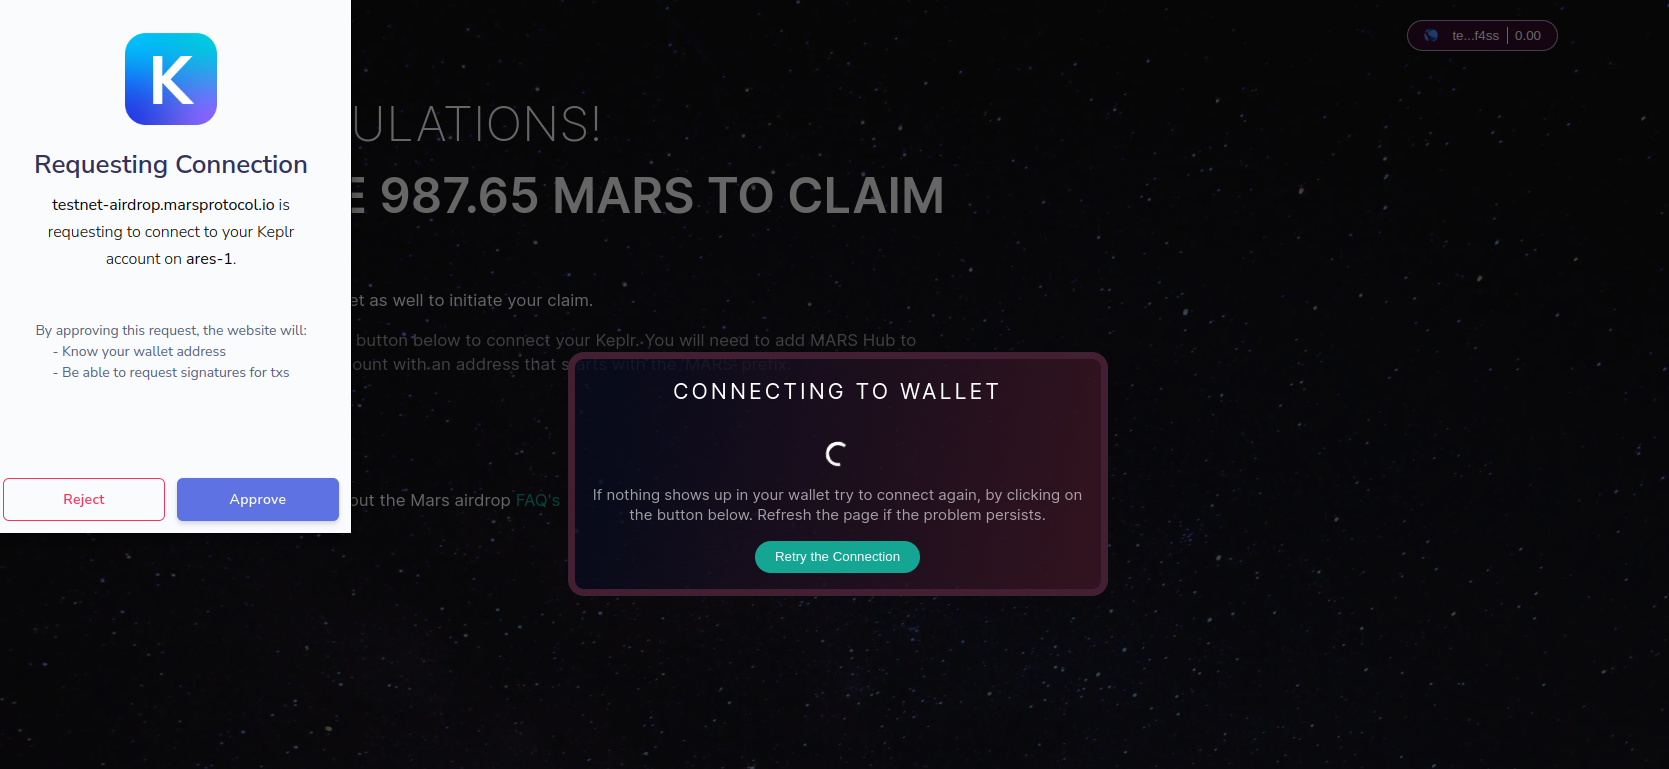 K
Requesting Connection
testnet-airdrop.marsprotocol.io is
requesting to connect to your Keplr
account on ares-1.
By approving this request, the website will:
- Know your wallet address
- Be able to request signatures for txs
Reject
Approve
te...f4ss | 0.00
ULATIONS!
E 987.65 MARS TO CLAIM
et as well to initiate your claim.
button below to connect your Keplr. You will need to add MARS Hub to
ount with an address that starts with the 'MARS' prefix.
out the Mars airdrop FAQ's
CONNECTING TO WALLET
If nothing shows up in your wallet try to connect again, by clicking on
the button below. Refresh the page if the problem persists.
Retry the Connection